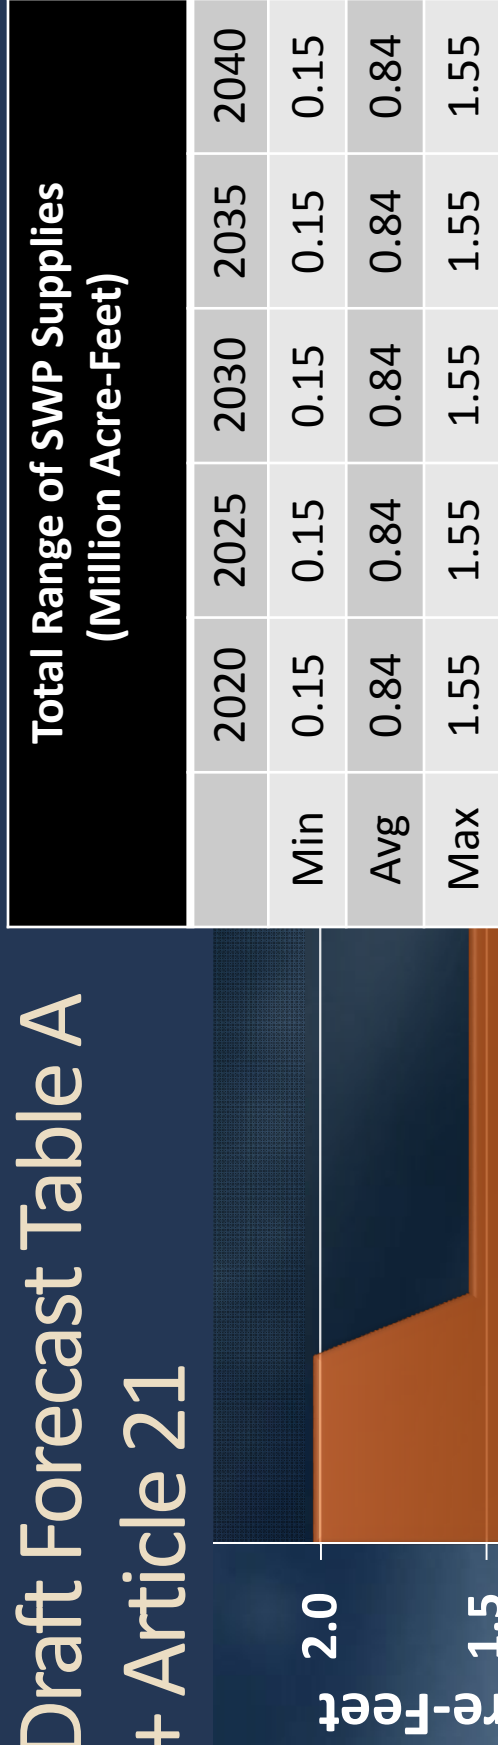 Draft Forecast Table A
+ Article 21
Total Range of SWP Supplies
(Million Acre-Feet)
2020 2025 2030 2035 2040
Min 0.15 0.15 0.15 0.15 0.15
Avg 0.84 0.84 0.84 0.84 0.84
Max 1.55 1.55 1.55 1.55 1.55
2.0
1.5
re-Feet